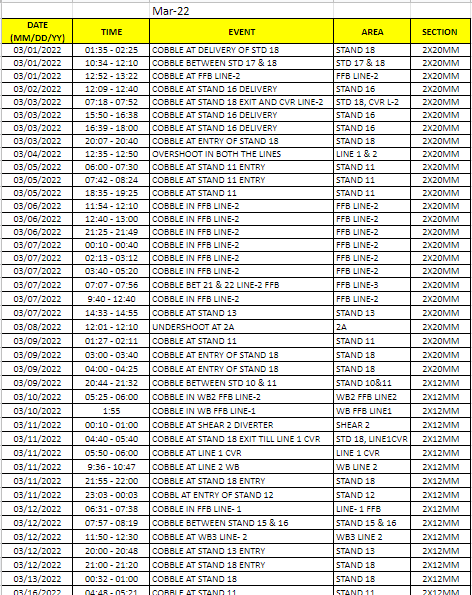 Mar-22
DATE (MM/DD/YY) TIME EVENT AREA SECTION
03/01/2022 01:35 - 02:25 COBBLE AT DELIVERY OF STD 18 STAND 18 2X20MM
03/01/2022 10:34 - 12:10 COBBLE BETWEEN STD 17 & 18 STD 17 & 18 2X20MM
03/01/2022 12:52 - 13:22 COBBLE AT FFB LINE-2 FFB LINE-2 2X20MM
03/02/2022 12:09 - 12:40 COBBLE AT STAND 16 DELIVERY STAND 16 2X20MM
03/03/2022 07:18 - 07:52 COBBLE AT STAND 18 EXIT AND CVR LINE-2 STD 18, CVR L-2 2X20MM
03/03/2022 15:50 - 16:38 COBBLE AT STAND 16 DELIVERY STAND 16 2X20MM
03/03/2022 16:39 - 18:00 COBBLE AT STAND 16 DELIVERY STAND 16 2X20MM
03/03/2022 20:07 - 20:40 COBBLE AT ENTRY OF STAND 18 STAND 18 2X20MM
03/04/2022 12:35 - 12:50 OVERSHOOT IN BOTH THE LINES LINE 1 & 2 2X20MM
03/05/2022 06:00 - 07:30 COBBLE AT STAND 11 ENTRY STAND 11 2X20MM
03/05/2022 07:42 - 08:24 COBBLE AT STAND 11 ENTRY STAND 11 2X20MM
03/05/2022 18:35 - 19:25 COBBLE AT STAND 11 STAND 11 2X20MM
03/06/2022 11:54 - 12:10 COBBLE IN FFB LINE-2 FFB LINE-2 2X20MM
03/06/2022 12:40 - 13:00 COBBLE IN FFB LINE-2 FFB LINE-2 2X20MM
03/06/2022 21:25 - 21:49 COBBLE IN FFB LINE-2 FFB LINE-2 2X20MM
03/07/2022 00:10 - 00:40 COBBLE IN FFB LINE-2 FFB LINE-2 2X20MM
03/07/2022 02:13 - 03:12 COBBLE IN FFB LINE-2 FFB LINE-2 2X20MM
03/07/2022 03:40 - 05:20 COBBLE IN FFB LINE-2 FFB LINE-2 2X20MM
03/07/2022 07:07 - 07:56 COBBLE BET 21 & 22 LINE-2 FFB FFB LINE-3 2X20MM
03/07/2022 9:40 - 12:40 COBBLE IN FFB LINE-2 FFB LINE-2 2X20MM
03/07/2022 14:33 - 14:55 COBBLE AT STAND 13 STAND 13 2X20MM
03/08/2022 12:01 - 12:10 UNDERSHOOT AT 2A 2A 2X20MM
03/09/2022 01:27 - 02:11 COBBLE AT STAND 11 STAND 11 2X20MM
03/09/2022 03:00 - 03:40 COBBLE AT ENTRY OF STAND 18 STAND 18 2X20MM
03/09/2022 04:00 - 04:25 COBBLE AT ENTRY OF STAND 18 STAND 18 2X20MM
03/09/2022 20:44 - 21:32 COBBLE BETWEEN STD 10 & 11 STAND 10&11 2X12MM
03/10/2022 05:25 - 06:00 COBBLE IN WB2 FFB LINE-2 WB2 FFB LINE2 2X12MM
03/10/2022 1:55 COBBLE IN WB FFB LINE-1 WB FFB LINE1 2X12MM
03/11/2022 00:10 - 01:00 COBBLE AT SHEAR 2 DIVERTER SHEAR 2 2X12MM
03/11/2022 04:40 - 05:40 COBBLE AT STAND 18 EXIT TILL LINE 1 CVR STD 18, LINE1CVR 2X12MM
03/11/2022 05:50 - 06:00 COBBLE AT LINE 1 CVR LINE 1 CVR 2X12MM
03/11/2022 9:36 - 10:47 COBBLE AT LINE 2 WB WB LINE 2 2X12MM
03/11/2022 21:55 - 22:00 COBBLE AT STAND 18 ENTRY STAND 18 2X12MM
03/11/2022 23:03 - 00:03 COBBL AT ENTRY OF STAND 12 STAND 12 2X12MM
03/12/2022 06:31 - 07:38 COBBLE IN FFB LINE- 1 LINE- 1 FFB 2X12MM
03/12/2022 07:57 - 08:19 COBBLE BETWEEN STAND 15 & 16 STAND 15 & 16 2X12MM
03/12/2022 11:50 - 12:30 COBBLE AT WB3 LINE- 2 WB3 LINE 2 2X12MM
03/12/2022 20:00 - 20:48 COBBLE AT STAND 13 ENTRY STAND 13 2X12MM
03/12/2022 21:00 - 21:20 COBBLE AT STAND 18 ENTRY STAND 18 2X12MM
03/13/2022 00:32 - 01:00 COBBLE AT STAND 18 STAND 18 2X12MM
03/16/2022 04:48 - 05:21 COBBLE AT STAND 11 STAND 11 2X12MM